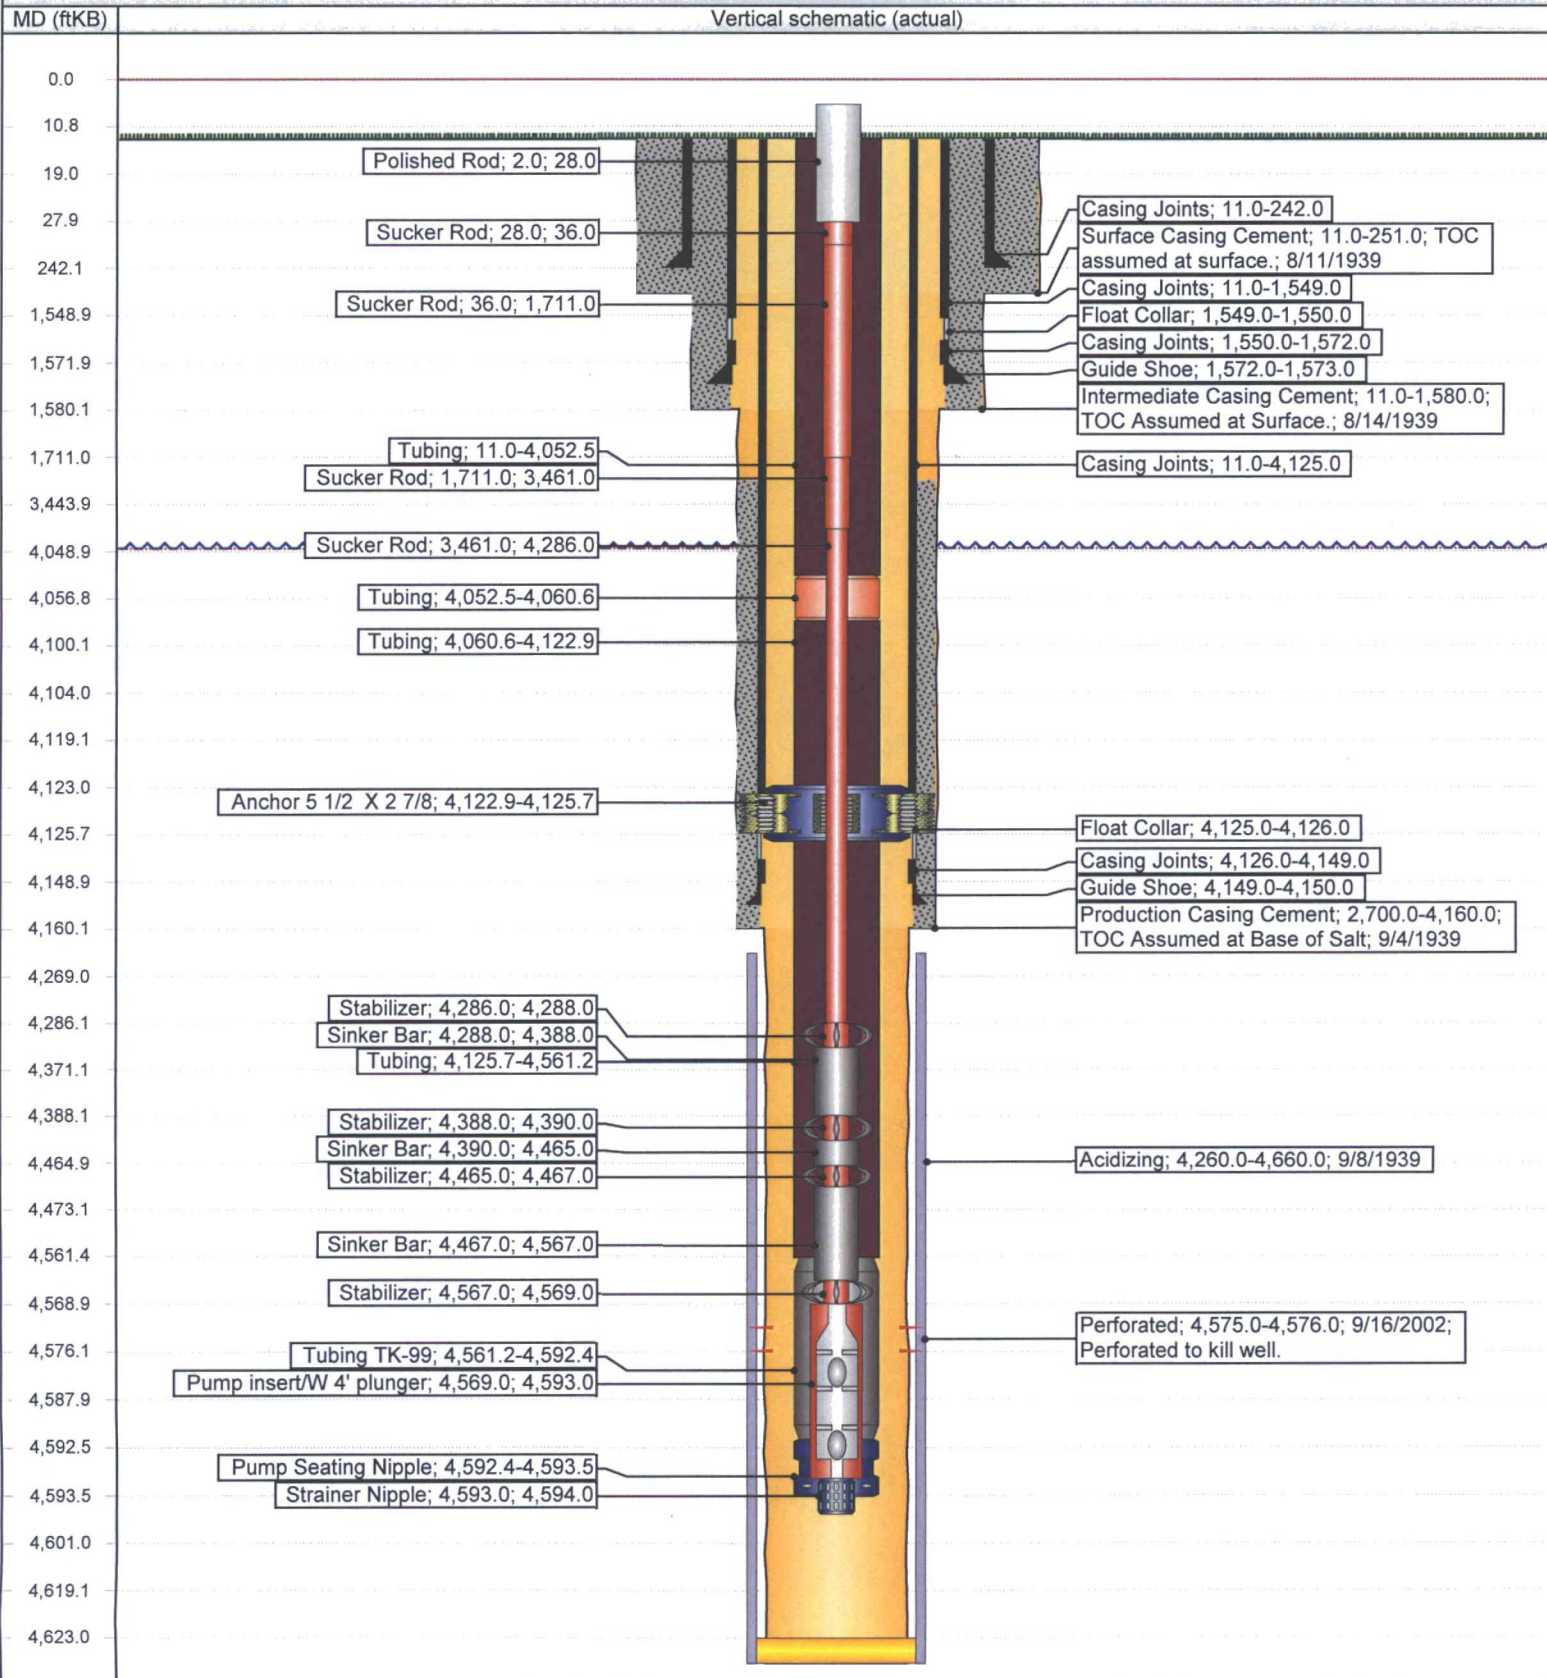 MD (ftKB)
Vertical schematic (actual)
0.0
10.8
19.0
27.9
242.1
1,548.9
1,571.9
1,580.1
1,711.0
3,443.9
4,048.9
4,056.8
4,100.1
4,104.0
4,119.1
4,123.0
4,125.7
4,148.9
4,160.1
4,269.0
4,286.1
4,371.1
4,388.1
4,464.9
4,473.1
4,561.4
4,568.9
4,576.1
4,587.9
4,592.5
4,593.5
4,601.0
4,619.1
4,623.0
Polished Rod; 2.0; 28.0
Sucker Rod; 28.0; 36.0
Sucker Rod; 36.0; 1,711.0
Tubing; 11.0-4,052.5
Sucker Rod; 1,711.0; 3,461.0
Sucker Rod; 3,461.0; 4,286.0
Tubing; 4,052.5-4,060.6
Tubing; 4,060.6-4,122.9
Anchor 5 1/2 X 2 7/8; 4,122.9-4,125.7
Stabilizer; 4,286.0; 4,288.0
Sinker Bar; 4,288.0; 4,388.0
Tubing; 4,125.7-4,561.2
Stabilizer; 4,388.0; 4,390.0
Sinker Bar; 4,390.0; 4,465.0
Stabilizer; 4,465.0; 4,467.0
Sinker Bar; 4,467.0; 4,567.0
Stabilizer; 4,567.0; 4,569.0
Tubing TK-99; 4,561.2-4,592.4
Pump insert/W 4' plunger; 4,569.0; 4,593.0
Pump Seating Nipple; 4,592.4-4,593.5
Strainer Nipple; 4,593.0; 4,594.0
Casing Joints; 11.0-242.0
Surface Casing Cement; 11.0-251.0; TOC
assumed at surface.; 8/11/1939
Casing Joints; 11.0-1,549.0
Float Collar; 1,549.0-1,550.0
Casing Joints; 1,550.0-1,572.0
Guide Shoe; 1,572.0-1,573.0
Intermediate Casing Cement; 11.0-1,580.0;
TOC Assumed at Surface.; 8/14/1939
Casing Joints; 11.0-4,125.0
Float Collar; 4,125.0-4,126.0
Casing Joints; 4,126.0-4,149.0
Guide Shoe; 4,149.0-4,150.0
Production Casing Cement; 2,700.0-4,160.0;
TOC Assumed at Base of Salt; 9/4/1939
Acidizing; 4,260.0-4,660.0; 9/8/1939
Perforated; 4,575.0-4,576.0; 9/16/2002;
Perforated to kill well.